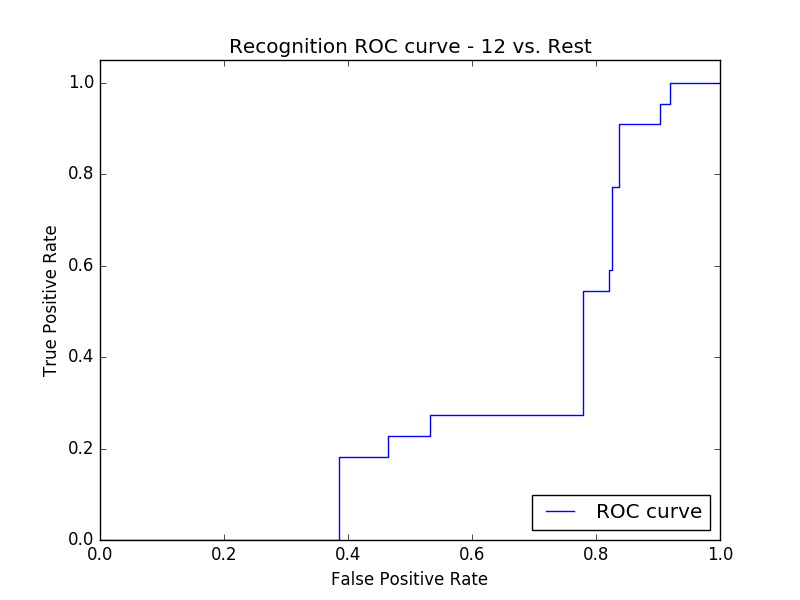 Recognition ROC curve - 12 vs. Rest
1.0
0.8
0.6
0.4
0.2
0.0
True Positive Rate
ROC curve
0.0 0.2 0.4 0.6 0.8 1.0
False Positive Rate